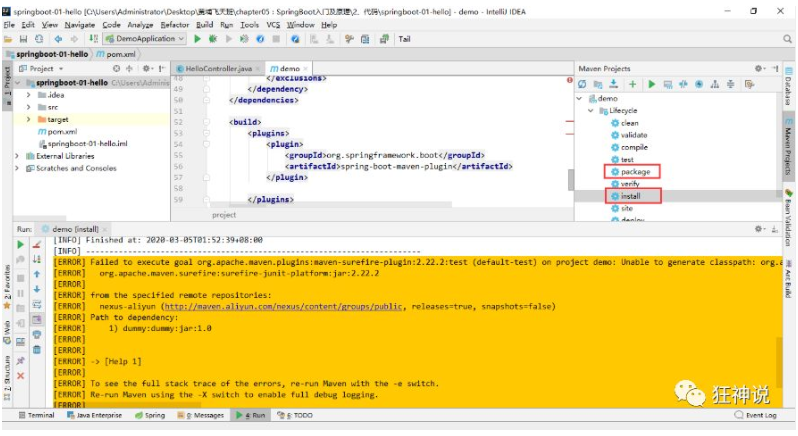 springboot-01-hello [C:\Users\Administrator\Desktop\黄埔飞天班\chapter05：SpringBoot入门及原理\2、代码\springboot-01-hello] - demo - IntelliJ IDEA
File Edit View Navigate Code Analyze Refactor Build Run Tools VCS Window Help
DemoApplication
Tail
springboot-01-hello
pom.xml
Project
HelloController.java
demo
Maven Projects
springboot-01-hello C:\Users\Adminis
.idea
src
target
pom.xml
springboot-01-hello.iml
External Libraries
Scratches and Consoles
48 </exclusions>
49 </dependency>
50 </dependencies>
51
52 <build>
53 <plugins>
54 <plugin>
55 <groupId>org.springframework.boot</groupId>
56 <artifactId>spring-boot-maven-plugin</artifactId>
57 </plugin>
58
59 </plugins>
project
demo
Lifecycle
clean
validate
compile
test
package
verify
install
site
deploy
1: Project
Database
Maven Projects
Bean Validation
Ant Build
2: Favorites
Web
Z: Structure
Run: demo [install]
[INFO] Finished at: 2020-03-05T01:52:39+08:00
[INFO] ------------------------------------------------------------------------
[ERROR] Failed to execute goal org.apache.maven.plugins:maven-surefire-plugin:2.22.2:test (default-test) on project demo: Unable to generate classpath: org.a
[ERROR] org.apache.maven.surefire:surefire-junit-platform:jar:2.22.2
[ERROR]
[ERROR] from the specified remote repositories:
[ERROR] nexus-aliyun (http://maven.aliyun.com/nexus/content/groups/public, releases=true, snapshots=false)
[ERROR] Path to dependency:
[ERROR] 1) dummy:dummy:jar:1.0
[ERROR]
[ERROR]
[ERROR] -> [Help 1]
[ERROR]
[ERROR] To see the full stack trace of the errors, re-run Maven with the -e switch.
[ERROR] Re-run Maven using the -X switch to enable full debug logging.
[ERROR]
狂神说
Terminal Java Enterprise Spring 0: Messages 4: Run 6: TODO Event Log